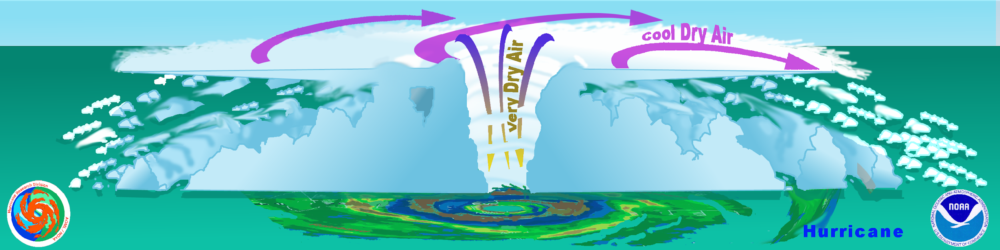 Cool Dry Air
Very Dry Air
Hurricane Research Division
AOML / NOAA
Hurricane
NOAA
NATIONAL OCEANIC AND ATMOSPHERIC ADMINISTRATION
U.S. DEPARTMENT OF COMMERCE